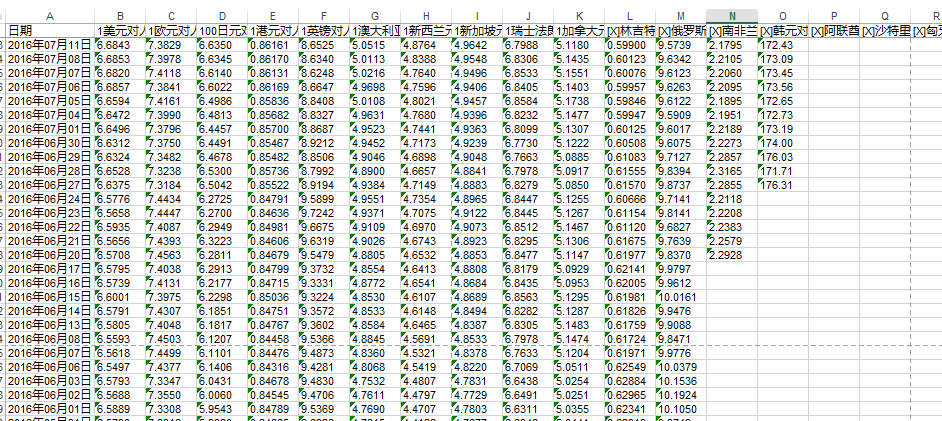 A B C D E F G H I J K L M N O P Q R
日期 1美元对人 1欧元对人 100日元对 1港元对人 1英镑对人 1澳大利亚 1新西兰元 1新加坡元 1瑞士法郎 1加拿大元 [X]林吉特 [X]俄罗斯 [X]南非兰 [X]韩元对 [X]阿联酋 [X]沙特里 [X]匈牙
2016年07月11日 6.6843 7.3829 6.6350 0.86161 8.6525 5.0515 4.8764 4.9642 6.7988 5.1180 0.59900 9.5739 2.1795 172.43
2016年07月08日 6.6853 7.3978 6.6345 0.86170 8.6340 5.0113 4.8388 4.9548 6.8306 5.1435 0.60123 9.6342 2.2105 173.09
2016年07月07日 6.6820 7.4118 6.6140 0.86131 8.6248 5.0216 4.7640 4.9496 6.8533 5.1551 0.60076 9.6123 2.2060 173.45
2016年07月06日 6.6857 7.3841 6.6022 0.86169 8.6647 4.9698 4.7596 4.9406 6.8405 5.1403 0.59957 9.6263 2.2095 173.56
2016年07月05日 6.6594 7.4161 6.4986 0.85836 8.8408 5.0108 4.8021 4.9457 6.8584 5.1738 0.59846 9.6122 2.1895 172.65
2016年07月04日 6.6472 7.3990 6.4813 0.85682 8.8327 4.9631 4.7680 4.9396 6.8232 5.1477 0.59947 9.5909 2.1951 172.73
2016年07月01日 6.6496 7.3796 6.4457 0.85700 8.8687 4.9523 4.7441 4.9363 6.8099 5.1307 0.60125 9.6017 2.2189 173.19
2016年06月30日 6.6312 7.3750 6.4491 0.85467 8.9212 4.9452 4.7173 4.9239 6.7730 5.1222 0.60508 9.6075 2.2273 174.00
2016年06月29日 6.6324 7.3482 6.4678 0.85482 8.8506 4.9046 4.6898 4.9048 6.7663 5.0885 0.61083 9.7127 2.2857 176.03
2016年06月28日 6.6528 7.3238 6.5300 0.85736 8.7992 4.8900 4.6657 4.8841 6.7978 5.0917 0.61555 9.8394 2.3165 171.71
2016年06月27日 6.6375 7.3184 6.5042 0.85522 8.9194 4.9384 4.7149 4.8883 6.8279 5.0850 0.61570 9.8737 2.2855 176.31
2016年06月24日 6.5776 7.4434 6.2725 0.84791 9.5899 4.9551 4.7354 4.8965 6.8447 5.1255 0.60666 9.7141 2.2118
2016年06月23日 6.5658 7.4447 6.2700 0.84636 9.7242 4.9371 4.7075 4.9122 6.8445 5.1267 0.61154 9.8141 2.2208
2016年06月22日 6.5935 7.4087 6.2949 0.84981 9.6675 4.9109 4.6970 4.9073 6.8512 5.1467 0.61120 9.6827 2.2383
2016年06月21日 6.5656 7.4393 6.3223 0.84606 9.6319 4.9026 4.6743 4.8923 6.8295 5.1306 0.61675 9.7639 2.2579
2016年06月20日 6.5708 7.4563 6.2811 0.84679 9.5479 4.8805 4.6532 4.8853 6.8477 5.1147 0.61977 9.8370 2.2928
2016年06月17日 6.5795 7.4038 6.2913 0.84799 9.3732 4.8554 4.6413 4.8808 6.8179 5.0929 0.62141 9.9797
2016年06月16日 6.5739 7.4131 6.2177 0.84715 9.3331 4.8772 4.6541 4.8684 6.8435 5.0953 0.62005 9.9612
2016年06月15日 6.6001 7.3975 6.2298 0.85036 9.3224 4.8530 4.6107 4.8689 6.8563 5.1295 0.61981 10.0161
2016年06月14日 6.5791 7.4307 6.1851 0.84751 9.3572 4.8533 4.6148 4.8494 6.8282 5.1287 0.61826 9.9476
2016年06月13日 6.5805 7.4048 6.1817 0.84767 9.3602 4.8584 4.6465 4.8387 6.8305 5.1483 0.61759 9.9088
2016年06月08日 6.5593 7.4503 6.1207 0.84458 9.5366 4.8845 4.5691 4.8533 6.7978 5.1474 0.61724 9.8471
2016年06月07日 6.5618 7.4499 6.1101 0.84476 9.4873 4.8360 4.5321 4.8378 6.7633 5.1204 0.61971 9.9776
2016年06月06日 6.5497 7.4377 6.1406 0.84316 9.4281 4.8068 4.5419 4.8220 6.7069 5.0511 0.62549 10.0379
2016年06月03日 6.5793 7.3347 6.0431 0.84678 9.4830 4.7532 4.4807 4.7831 6.6438 5.0254 0.62884 10.1536
2016年06月02日 6.5688 7.3550 6.0060 0.84545 9.4706 4.7611 4.4797 4.7729 6.6491 5.0251 0.62965 10.1924
2016年06月01日 6.5889 7.3308 5.9543 0.84789 9.5369 4.7690 4.4707 4.7803 6.6311 5.0355 0.62341 10.1050